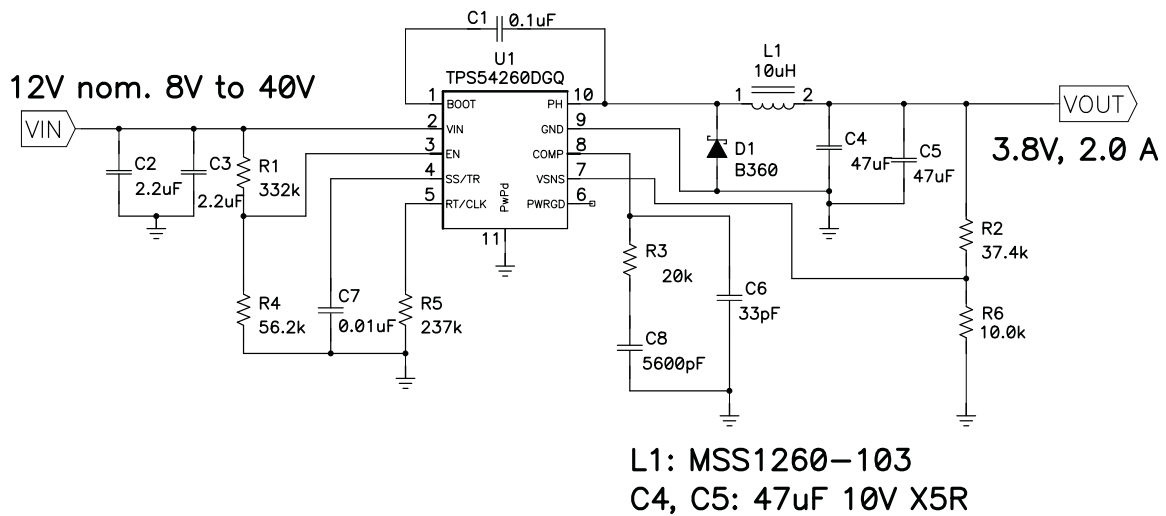 C1
0.1uF
U1
TPS54260DGQ
L1
10uH
12V nom. 8V to 40V
1 BOOT
PH 10
1 2
VOUT
VIN
2 VIN
GND 9
3 EN
COMP 8
4 SS/TR
VSNS 7
5 RT/CLK
PWRGD 6
PwPd
11
C2
2.2uF
C3
2.2uF
R1
332k
D1
B360
C4
47uF
C5
47uF
3.8V, 2.0 A
R2
37.4k
R3
20k
R4
56.2k
C7
0.01uF
R5
237k
C6
33pF
R6
10.0k
C8
5600pF
L1: MSS1260-103
C4, C5: 47uF 10V X5R